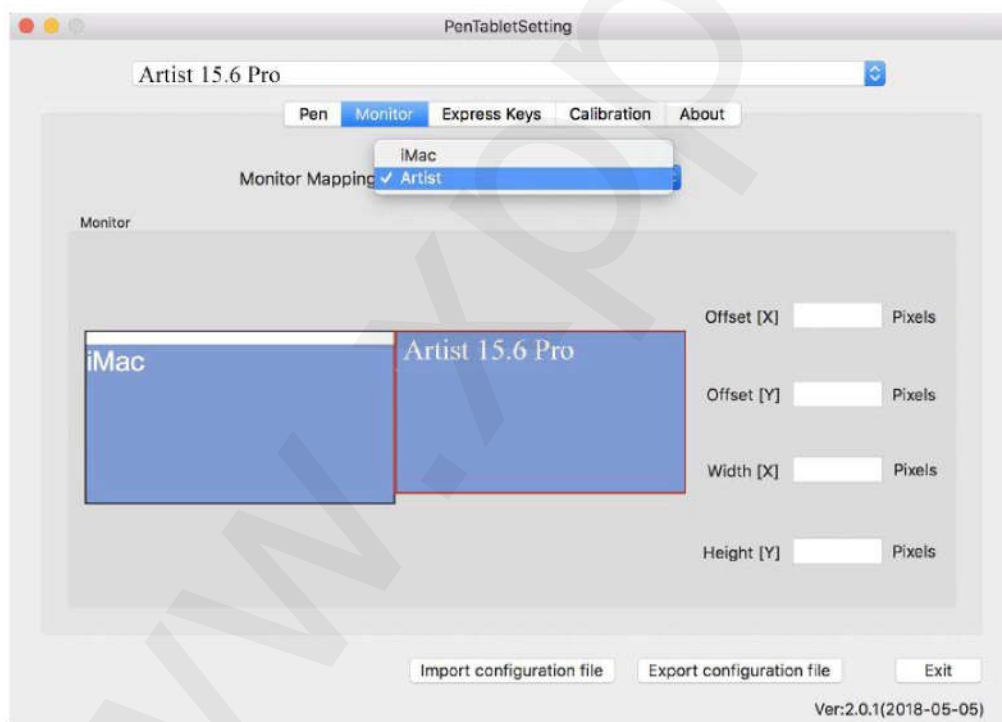 PenTabletSetting
Artist 15.6 Pro
Pen Monitor Express Keys Calibration About
iMac
Monitor Mapping ✓ Artist
Monitor
Offset [X] Pixels
iMac Artist 15.6 Pro
Offset [Y] Pixels
Width [X] Pixels
Height [Y] Pixels
Import configuration file Export configuration file Exit
Ver:2.0.1(2018-05-05)